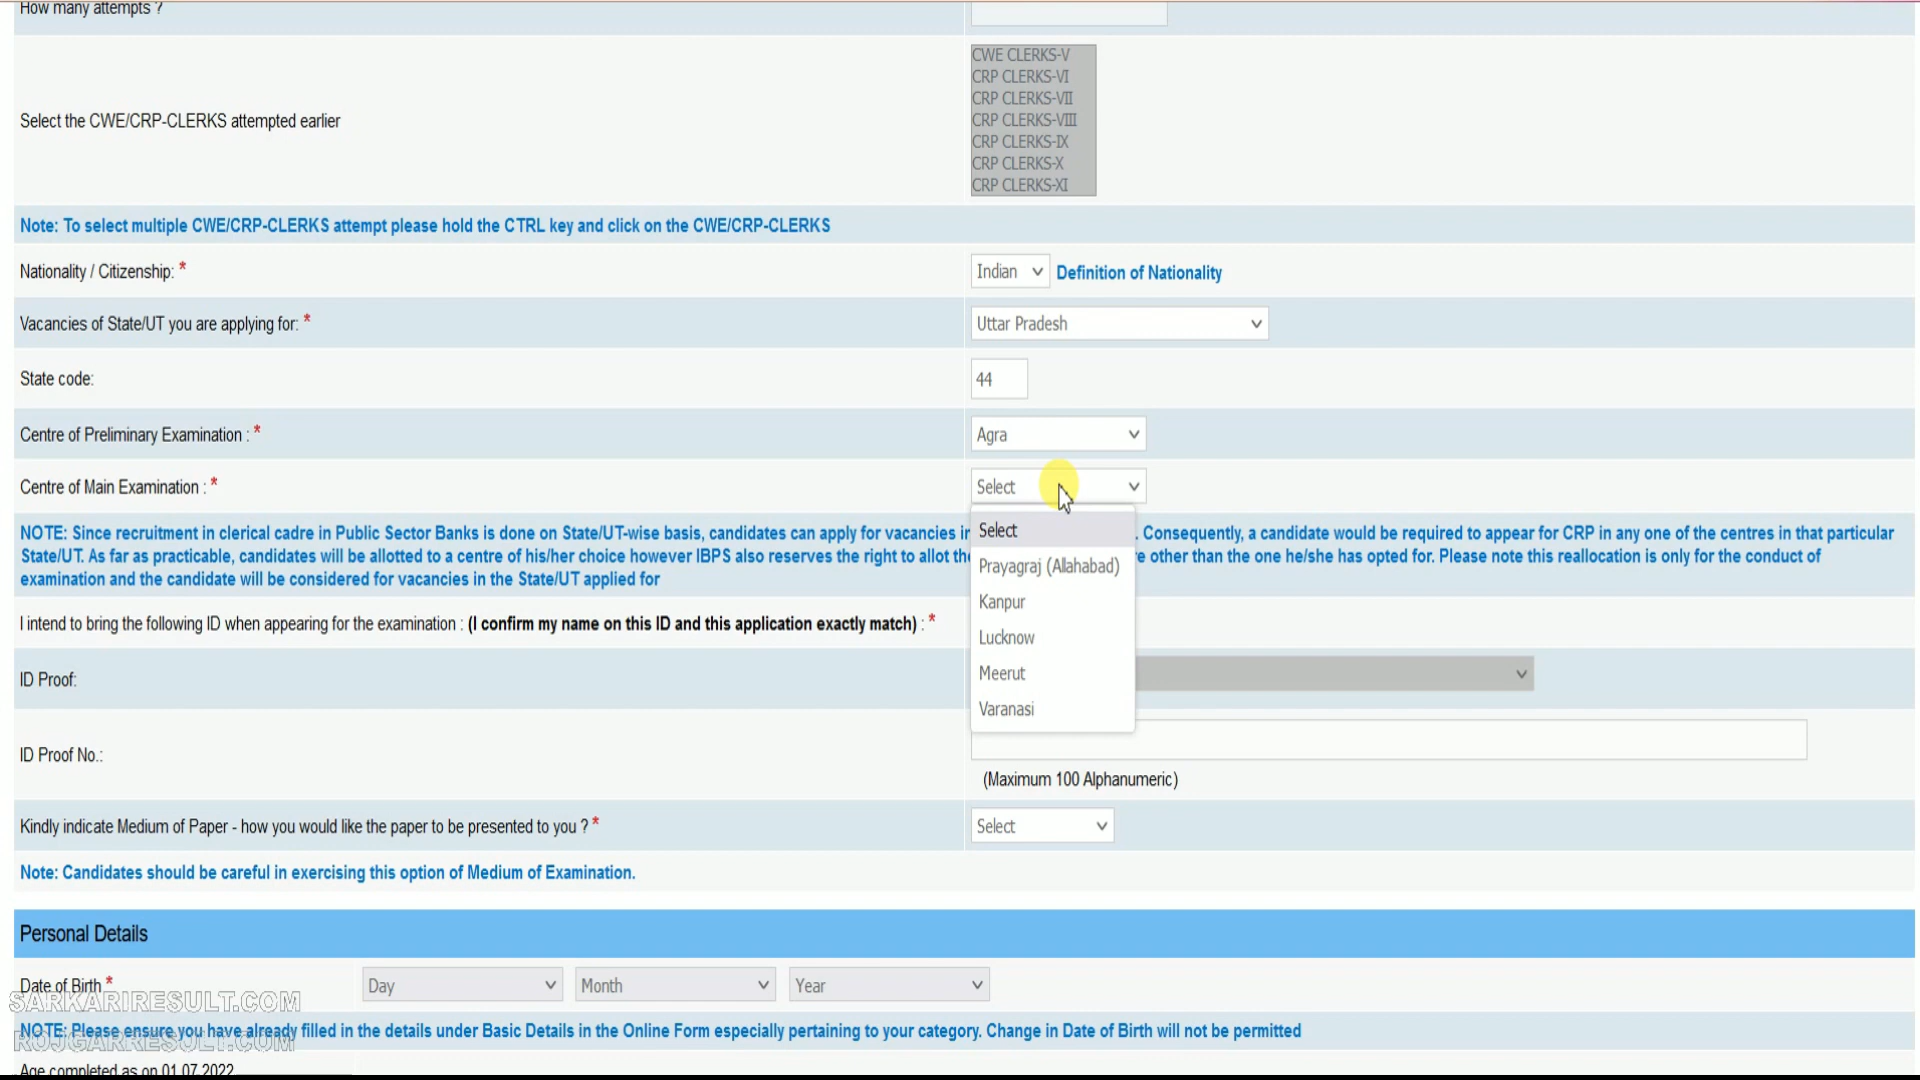 How many attempts ?
CWE CLERKS-V
CRP CLERKS-VI
CRP CLERKS-VII
Select the CWE/CRP-CLERKS attempted earlier
CRP CLERKS-VIII
CRP CLERKS-IX
CRP CLERKS-X
CRP CLERKS-XI
Note: To select multiple CWE/CRP-CLERKS attempt please hold the CTRL key and click on the CWE/CRP-CLERKS
Nationality / Citizenship: * Indian Definition of Nationality
Vacancies of State/UT you are applying for: * Uttar Pradesh
State code: 44
Centre of Preliminary Examination : * Agra
Centre of Main Examination : * Select
NOTE: Since recruitment in clerical cadre in Public Sector Banks is done on State/UT-wise basis, candidates can apply for vacancies in . Consequently, a candidate would be required to appear for CRP in any one of the centres in that particular
State/UT. As far as practicable, candidates will be allotted to a centre of his/her choice however IBPS also reserves the right to allot the other than the one he/she has opted for. Please note this reallocation is only for the conduct of
examination and the candidate will be considered for vacancies in the State/UT applied for
Select
Prayagraj (Allahabad)
Kanpur
Lucknow
Meerut
Varanasi
I intend to bring the following ID when appearing for the examination : (I confirm my name on this ID and this application exactly match) : *
ID Proof:
ID Proof No.:
(Maximum 100 Alphanumeric)
Kindly indicate Medium of Paper - how you would like the paper to be presented to you ? * Select
Note: Candidates should be careful in exercising this option of Medium of Examination.
Personal Details
Date of Birth * Day Month Year
SARKARIRESULT.COM
NOTE: Please ensure you have already filled in the details under Basic Details in the Online Form especially pertaining to your category. Change in Date of Birth will not be permitted
ROJGARRESULT.COM
Age completed as on 01.07.2022